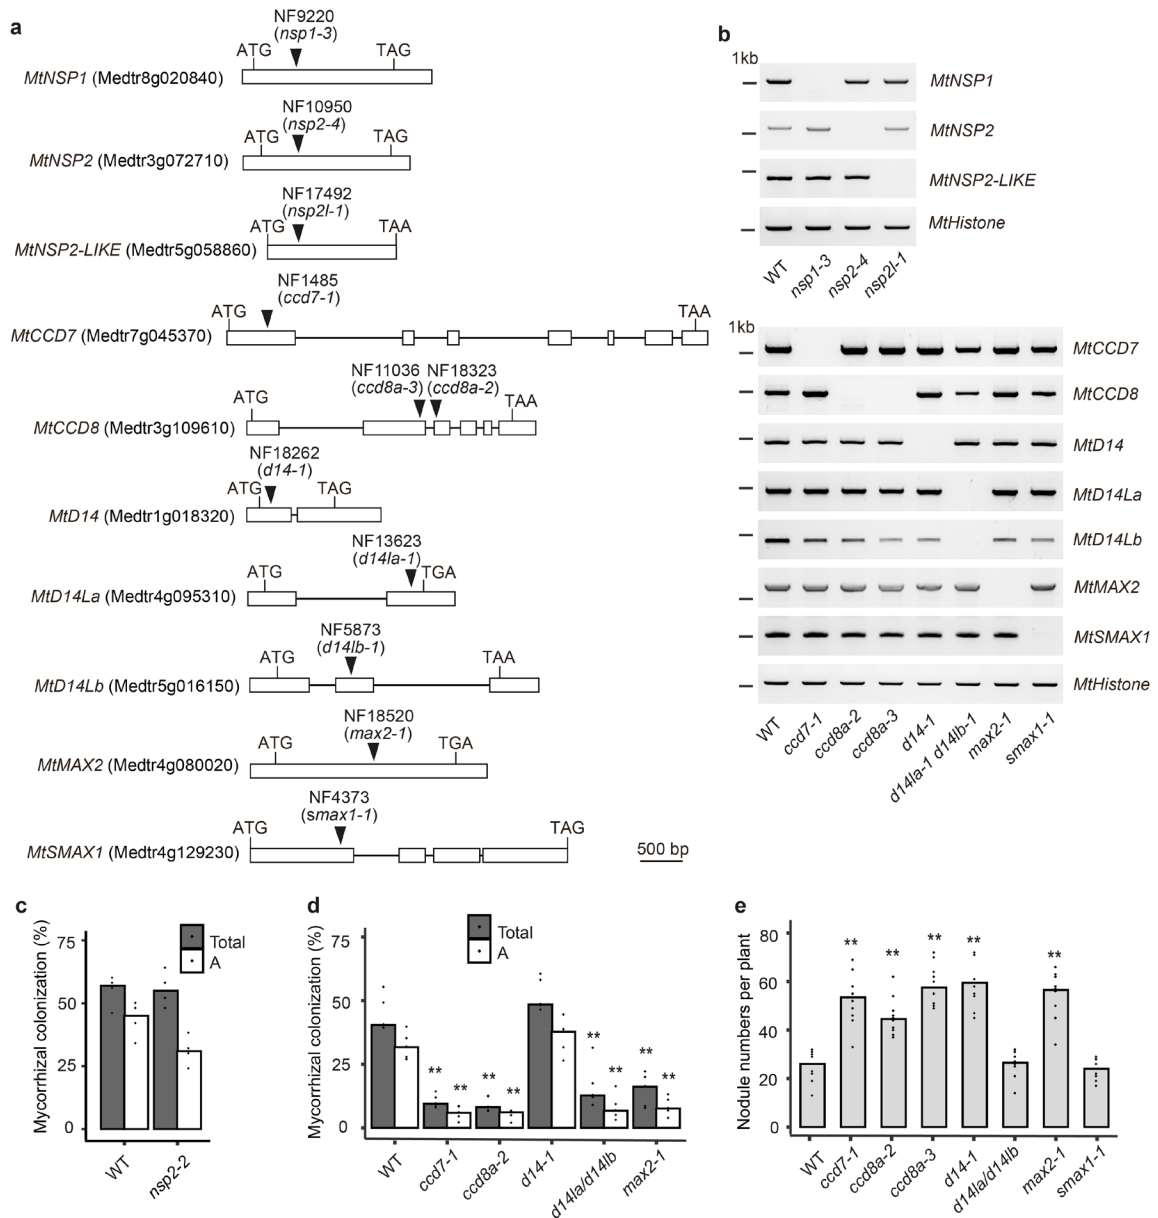 a
NF9220
(nsp1-3)
ATG
TAG
MtNSP1 (Medtr8g020840)
NF10950
(nsp2-4)
ATG
TAG
MtNSP2 (Medtr3g072710)
NF17492
(nsp2l-1)
ATG
TAA
MtNSP2-LIKE (Medtr5g058860)
NF1485
(ccd7-1)
ATG
TAA
MtCCD7 (Medtr7g045370)
NF11036 NF18323
(ccd8a-3) (ccd8a-2)
ATG
TAA
MtCCD8 (Medtr3g109610)
NF18262
(d14-1)
ATG
TAG
MtD14 (Medtr1g018320)
NF13623
(d14la-1)
ATG
TGA
MtD14La (Medtr4g095310)
NF5873
(d14lb-1)
ATG
TAA
MtD14Lb (Medtr5g016150)
NF18520
(max2-1)
ATG
TGA
MtMAX2 (Medtr4g080020)
NF4373
(smax1-1)
ATG
TAG
MtSMAX1 (Medtr4g129230)
500 bp
b
1kb
MtNSP1
MtNSP2
MtNSP2-LIKE
MtHistone
WT
nsp1-3
nsp2-4
nsp2l-1
1kb
MtCCD7
MtCCD8
MtD14
MtD14La
MtD14Lb
MtMAX2
MtSMAX1
MtHistone
WT
ccd7-1
ccd8a-2
ccd8a-3
d14-1
d14la-1 d14lb-1
max2-1
smax1-1
c
Mycorrhizal colonization (%)
75
50
25
0
Total
A
WT
nsp2-2
d
Mycorrhizal colonization (%)
75
50
25
0
Total
A
** ** ** ** ** ** ** **
WT
ccd7-1
ccd8a-2
d14-1
d14la/d14lb
max2-1
e
Nodule numbers per plant
80
60
40
20
0
** ** ** ** **
WT
ccd7-1
ccd8a-2
ccd8a-3
d14-1
d14la/d14lb
max2-1
smax1-1